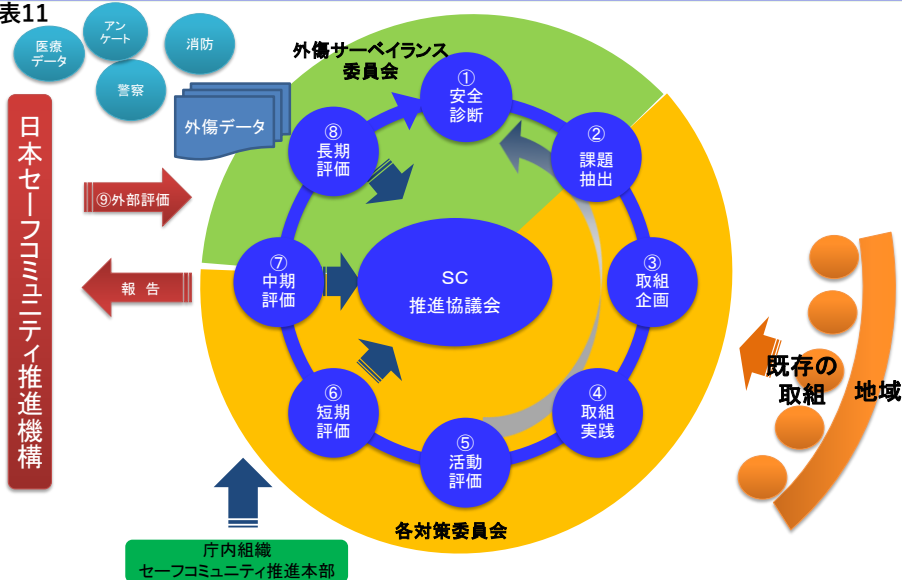 表11
医療
データ
アン
ケート
消防
警察
外傷データ
外傷サーベイランス
委員会
日本セーフコミュニティ推進機構
⑨外部評価
報 告
①
安全
診断
②
課題
抽出
③
取組
企画
④
取組
実践
⑤
活動
評価
⑥
短期
評価
⑦
中期
評価
⑧
長期
評価
SC
推進協議会
既存の
取組
地域
各対策委員会
庁内組織
セーフコミュニティ推進本部